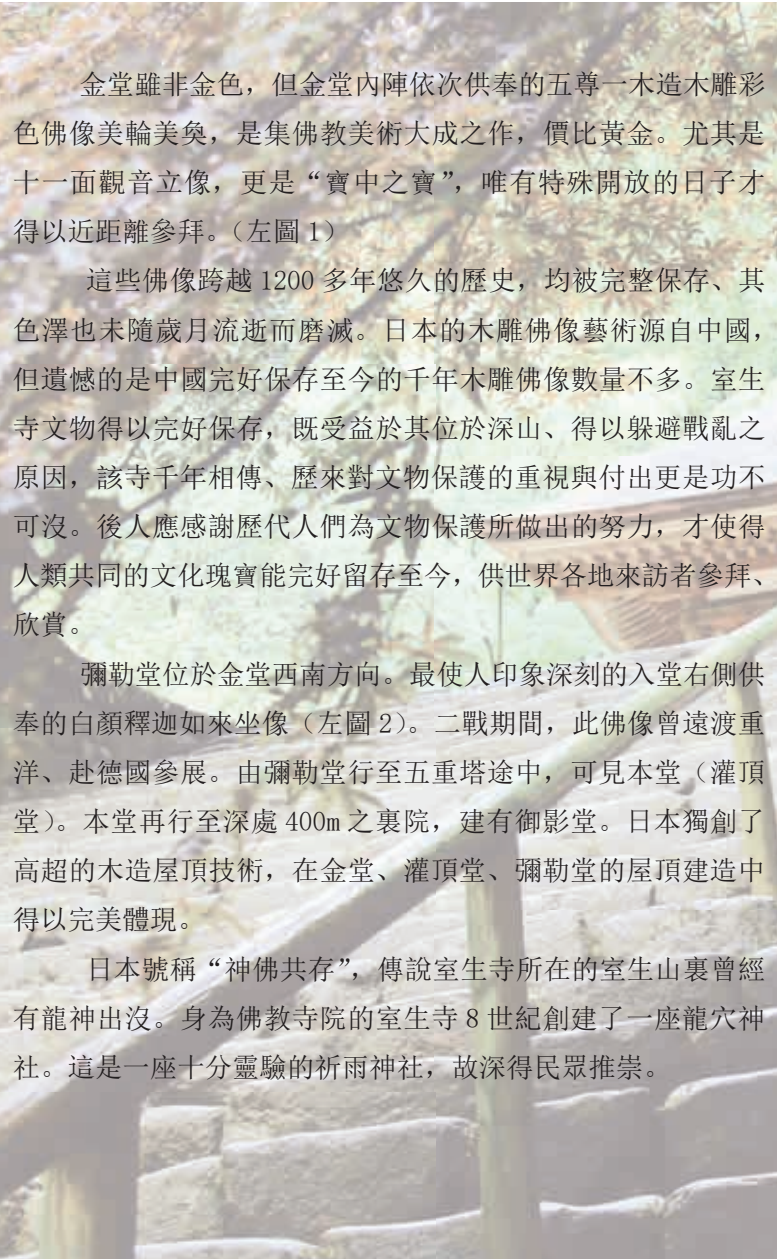 金堂雖非金色，但金堂內陣依次供奉的五尊一木造木雕彩
色佛像美輪美奐，是集佛教美術大成之作，價比黃金。尤其是
十一面觀音立像，更是“寶中之寶”，唯有特殊開放的日子才
得以近距離參拜。（左圖 1）
這些佛像跨越 1200 多年悠久的歷史，均被完整保存、其
色澤也未隨歲月流逝而磨滅。日本的木雕佛像藝術源自中國，
但遺憾的是中國完好保存至今的千年木雕佛像數量不多。室生
寺文物得以完好保存，既受益於其位於深山、得以躲避戰亂之
原因，該寺千年相傳、歷來對文物保護的重視與付出更是功不
可沒。後人應感謝歷代人們為文物保護所做出的努力，才使得
人類共同的文化瑰寶能完好留存至今，供世界各地來訪者參拜、
欣賞。
彌勒堂位於金堂西南方向。最使人印象深刻的入堂右側供
奉的白顏釋迦如來坐像（左圖 2）。二戰期間，此佛像曾遠渡重
洋、赴德國參展。由彌勒堂行至五重塔途中，可見本堂（灌頂
堂）。本堂再行至深處 400m 之裏院，建有御影堂。日本獨創了
高超的木造屋頂技術，在金堂、灌頂堂、彌勒堂的屋頂建造中
得以完美體現。
日本號稱“神佛共存”，傳說室生寺所在的室生山裏曾經
有龍神出沒。身為佛教寺院的室生寺 8 世紀創建了一座龍穴神
社。這是一座十分靈驗的祈雨神社，故深得民眾推崇。